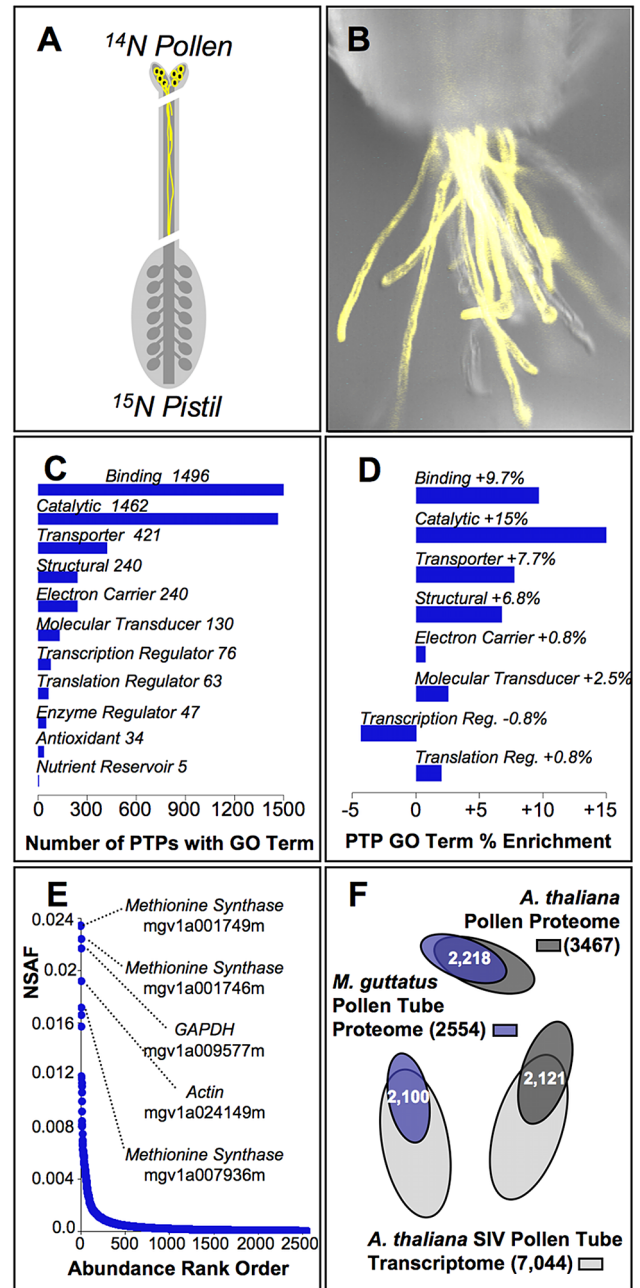 A
14N Pollen
15N Pistil
B
C
Binding 1496
Catalytic 1462
Transporter 421
Structural 240
Electron Carrier 240
Molecular Transducer 130
Transcription Regulator 76
Translation Regulator 63
Enzyme Regulator 47
Antioxidant 34
Nutrient Reservoir 5
0 300 600 900 1200 1500
Number of PTPs with GO Term
D
Binding +9.7%
Catalytic +15%
Transporter +7.7%
Structural +6.8%
Electron Carrier +0.8%
Molecular Transducer +2.5%
Transcription Reg. -0.8%
Translation Reg. +0.8%
-5 0 +5 +10 +15
PTP GO Term % Enrichment
E
NSAF
0.024
0.02
0.016
0.012
0.008
0.004
0.0
Methionine Synthase
mgv1a001749m
Methionine Synthase
mgv1a001746m
GAPDH
mgv1a009577m
Actin
mgv1a024149m
Methionine Synthase
mgv1a007936m
0 500 1000 1500 2000 2500
Abundance Rank Order
F
A. thaliana
Pollen Proteome
(3467)
2,218
M. guttatus
Pollen Tube
Proteome (2554)
2,100
2,121
A. thaliana SIV Pollen Tube
Transcriptome (7,044)